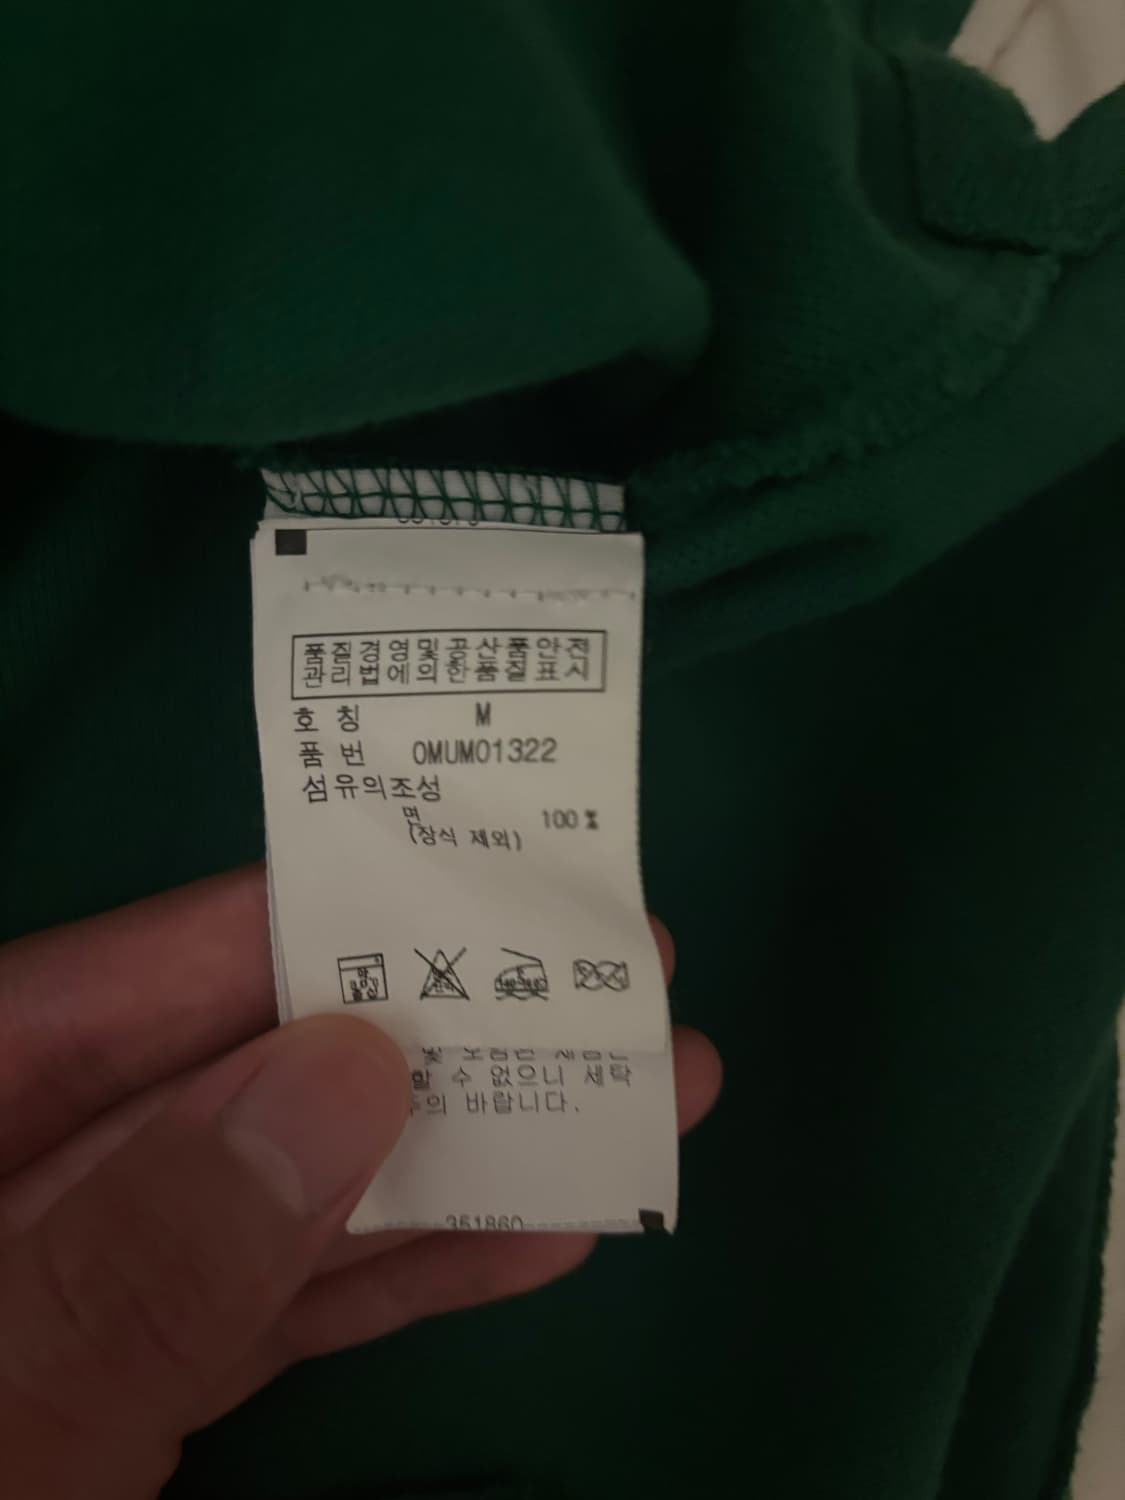 품질경영및공산품안전
관리법에의한품질표시
호 칭 M
품 번 0MUM01322
섬유의조성
면 100 %
(장식 제외)
및
할 수 없으니 세탁
주의 바랍니다.
351860